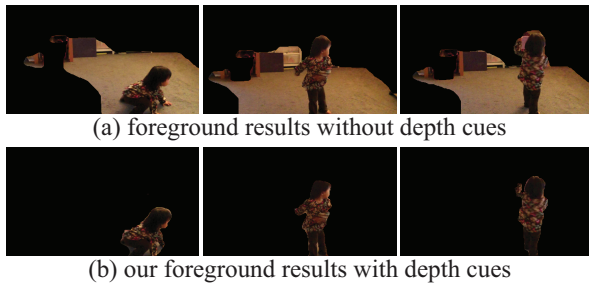 (a) foreground results without depth cues
(b) our foreground results with depth cues